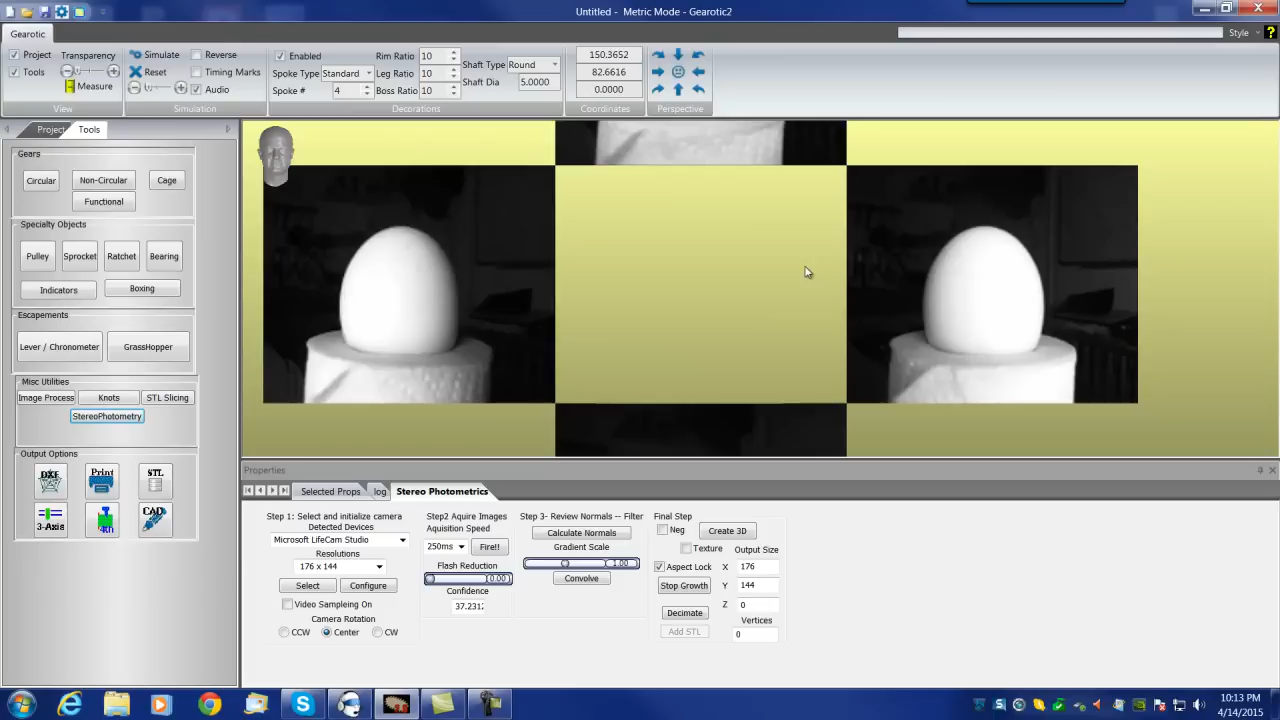 Untitled - Metric Mode - Gearotic2
Gearotic
Style
Project
Transparency
Tools
Measure
View
Simulate
Reverse
Reset
Timing Marks
Audio
Simulation
Enabled
Rim Ratio 10
Spoke Type Standard
Leg Ratio 10
Spoke # 4
Boss Ratio 10
Shaft Type Round
Shaft Dia 5.0000
Decorations
150.3652
82.6616
0.0000
Coordinates
Perspective
Project Tools
Gears
Circular Non-Circular Cage
Functional
Specialty Objects
Pulley Sprocket Ratchet Bearing
Indicators Boxing
Escapements
Lever / Chronometer GrassHopper
Misc Utilities
Image Process Knots STL Slicing
StereoPhotometry
Output Options
DXF Print STL
3-Axis 4th CAD
Properties
Selected Props log Stereo Photometrics
Step 1: Select and initialize camera
Detected Devices
Microsoft LifeCam Studio
Resolutions
176 x 144
Select Configure
Video Sampleing On
Camera Rotation
CCW Center CW
Step2 Aquire Images
Aquisition Speed
250ms Fire!!
Flash Reduction
0.00
Confidence
37.231
Step 3- Review Normals -- Filter
Calculate Normals
Gradient Scale
1.00
Convolve
Final Step
Neg Create 3D
Texture Output Size
Aspect Lock X 176
Stop Growth Y 144
Z 0
Decimate Vertices
Add STL 0
10:13 PM
4/14/2015